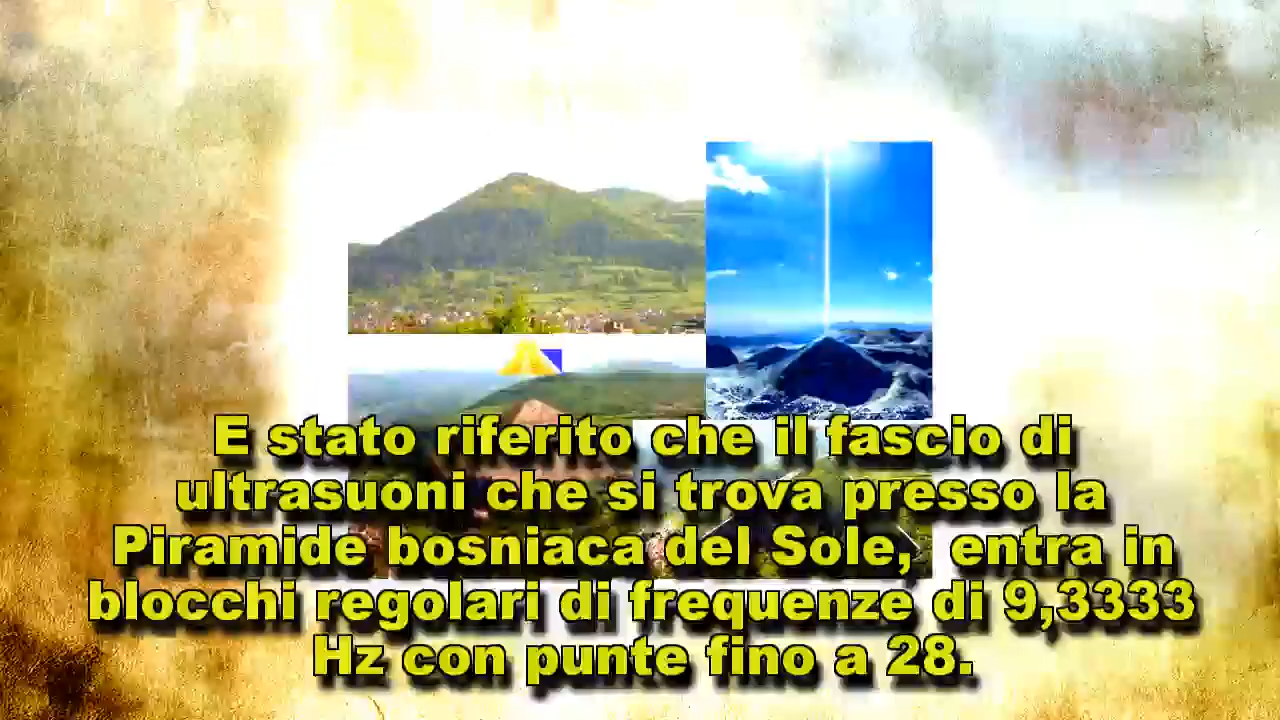 E stato riferito che il fascio di
ultrasuoni che si trova presso la
Piramide bosniaca del Sole, entra in
blocchi regolari di frequenze di 9,3333
Hz con punte fino a 28.